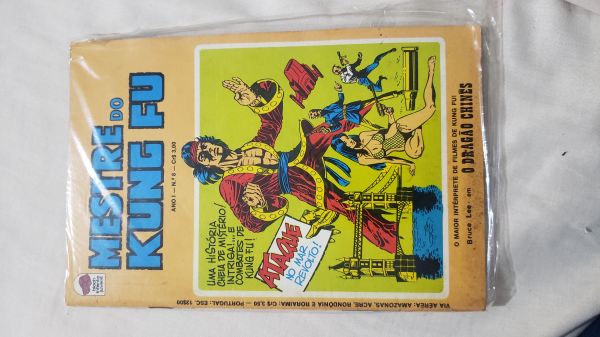 MESTRE DO
KUNG FU
ANO I — N.º 8 — Cr$ 3,00
UMA HISTÓRIA
CHEIA DE MISTÉRIO!
INTRIGA!... E
COMBATES DE
KUNG FU!
ATAQUE
NO MAR
REVOLTO!
O MAIOR INTÉRPRETE DE FILMES DE KUNG FU!
Bruce Lee em
O DRAGÃO CHINÊS
VIA AÉREA: AMAZONAS, ACRE, RONDÔNIA E RORAIMA: Cr$ 3,50 — PORTUGAL: ESC. 12$00